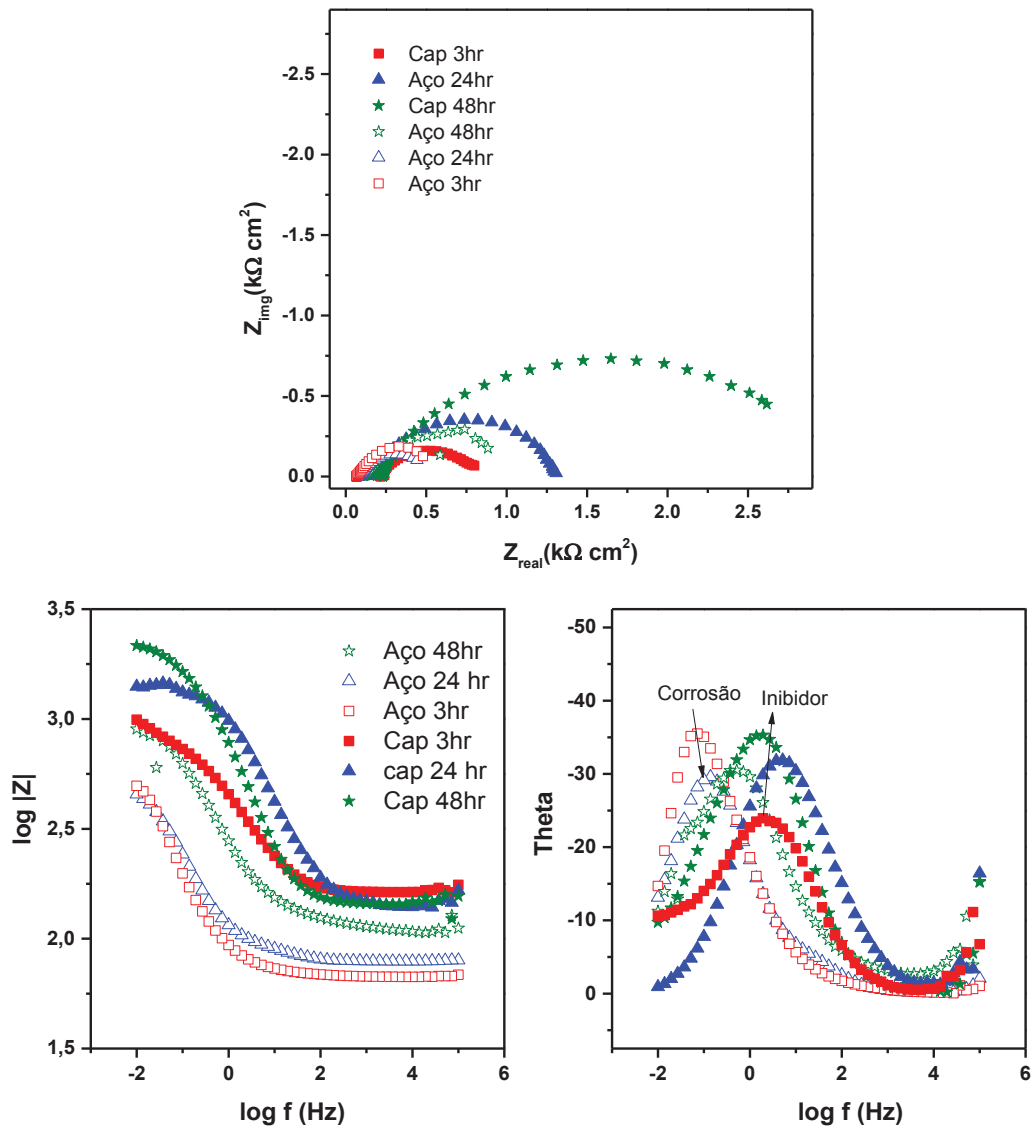 -2.5
-2.0
-1.5
-1.0
-0.5
0.0
Z_img(kΩ cm²)
Cap 3hr
Aço 24hr
Cap 48hr
Aço 48hr
Aço 24hr
Aço 3hr
0.0 0.5 1.0 1.5 2.0 2.5
Z_real(kΩ cm²)
3,5
3.0
2.5
2.0
1.5
log |Z|
Aço 48hr
Aço 24 hr
Aço 3hr
Cap 3hr
cap 24 hr
Cap 48hr
-2 0 2 4 6
log f (Hz)
-50
-40
-30
-20
-10
0
Theta
Corrosão
Inibidor
-2 0 2 4 6
log f (Hz)